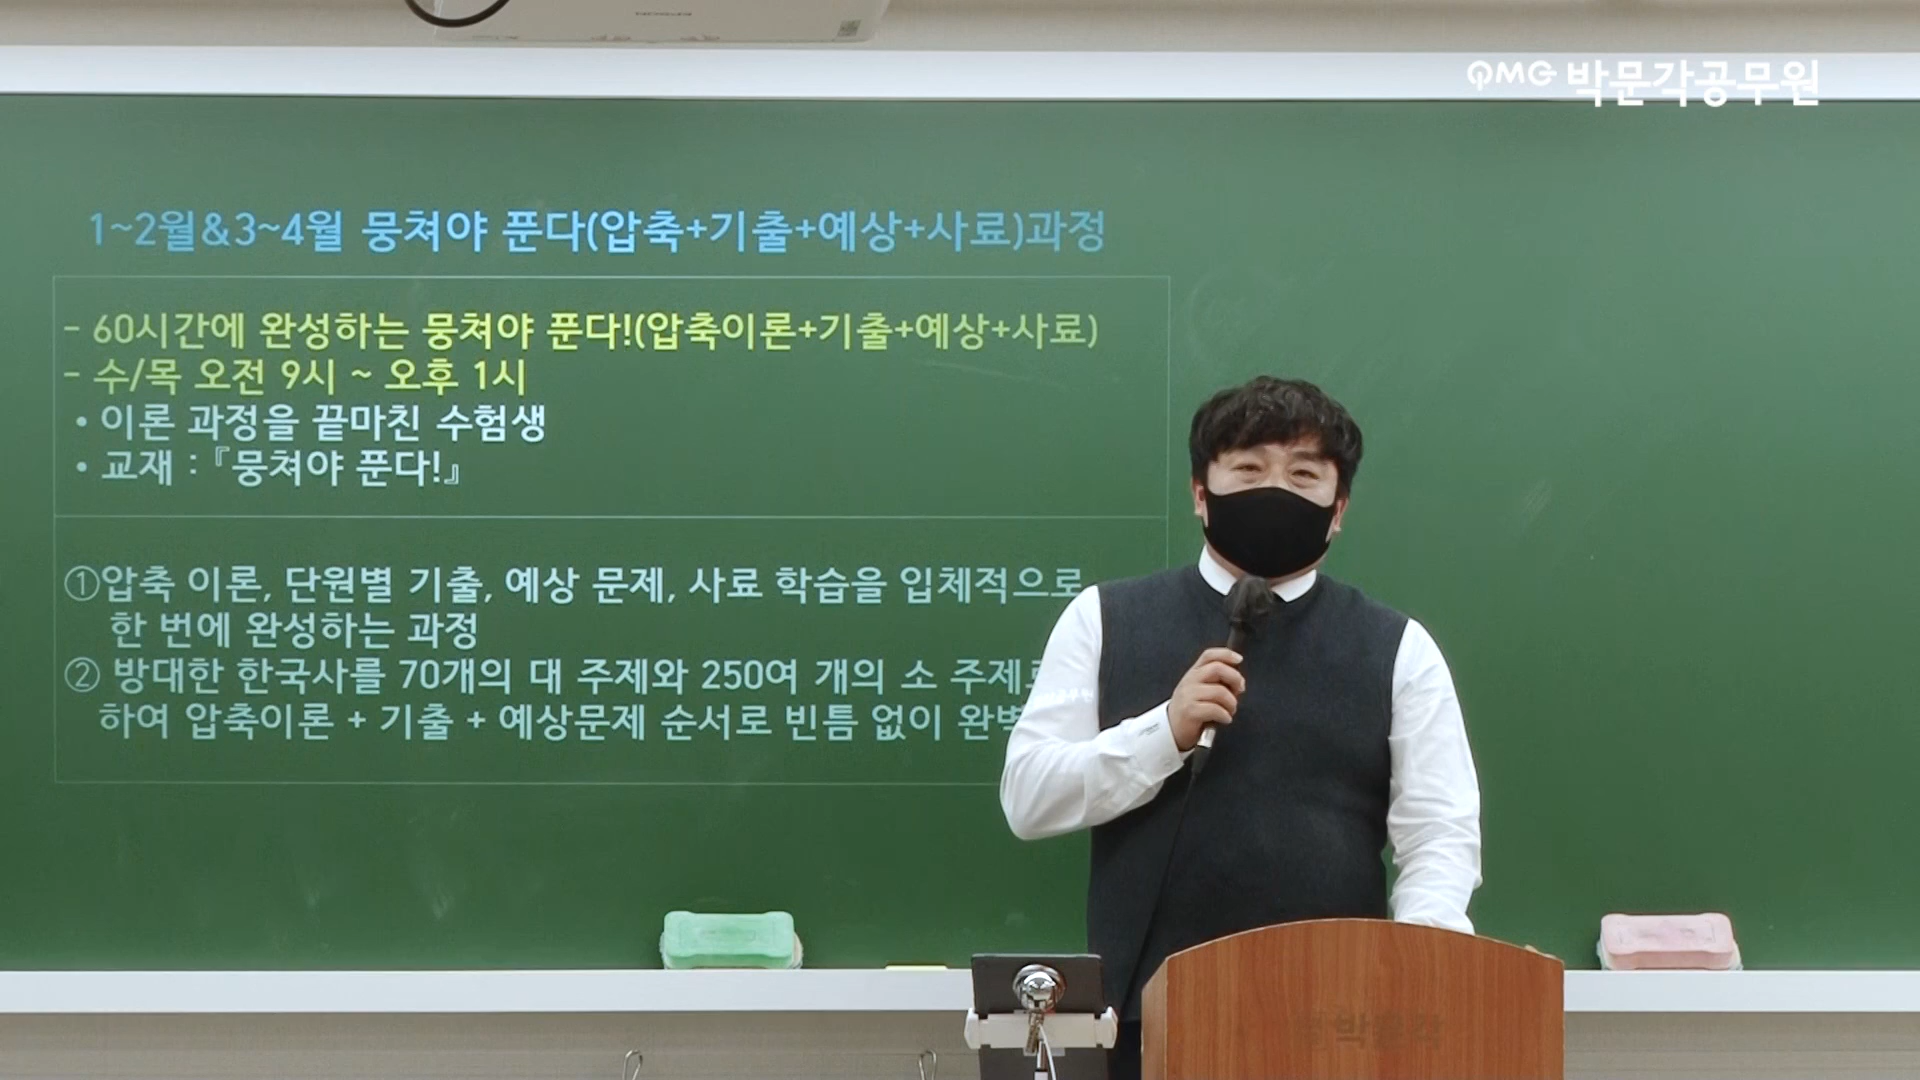 EPSON
PMG 박문각공무원
1~2월&3~4월 뭉쳐야 푼다(압축+기출+예상+사료)과정
- 60시간에 완성하는 뭉쳐야 푼다!(압축이론+기출+예상+사료)
- 수/목 오전 9시 ~ 오후 1시
• 이론 과정을 끝마친 수험생
• 교재 : 『뭉쳐야 푼다!』
①압축 이론, 단원별 기출, 예상 문제, 사료 학습을 입체적으로
한 번에 완성하는 과정
② 방대한 한국사를 70개의 대 주제와 250여 개의 소
하여 압축이론 + 기출 + 예상문제 순서로 빈틈 없이
박문각